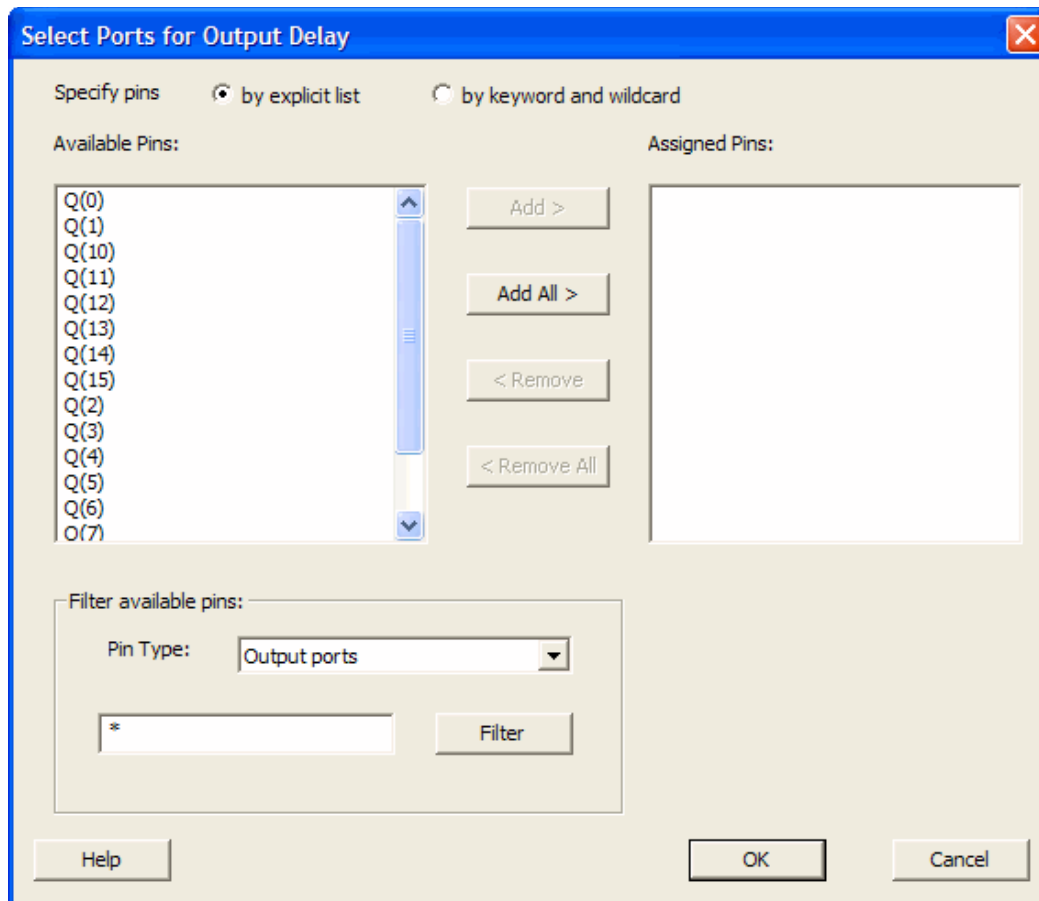 Select Ports for Output Delay
Specify pins by explicit list by keyword and wildcard
Available Pins: Assigned Pins:
Q(0)
Q(1)
Q(10)
Q(11)
Q(12)
Q(13)
Q(14)
Q(15)
Q(2)
Q(3)
Q(4)
Q(5)
Q(6)
Q(7)
Add >
Add All >
< Remove
< Remove All
Filter available pins:
Pin Type: Output ports
* Filter
Help OK Cancel